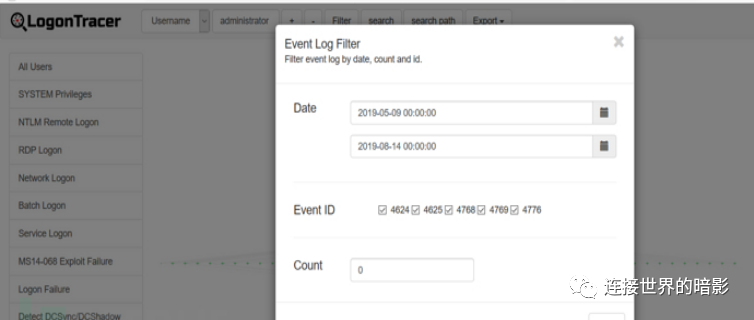 LogonTracer Username administrator + - Filter search search path Export
Event Log Filter
Filter event log by date, count and id.
All Users
SYSTEM Privileges
NTLM Remote Logon
RDP Logon
Network Logon
Batch Logon
Service Logon
MS14-068 Exploit Failure
Logon Failure
Detect DCSync/DCShadow
Date
2019-05-09 00:00:00
2019-08-14 00:00:00
Event ID 4624 4625 4768 4769 4776
Count 0
连接世界的暗影